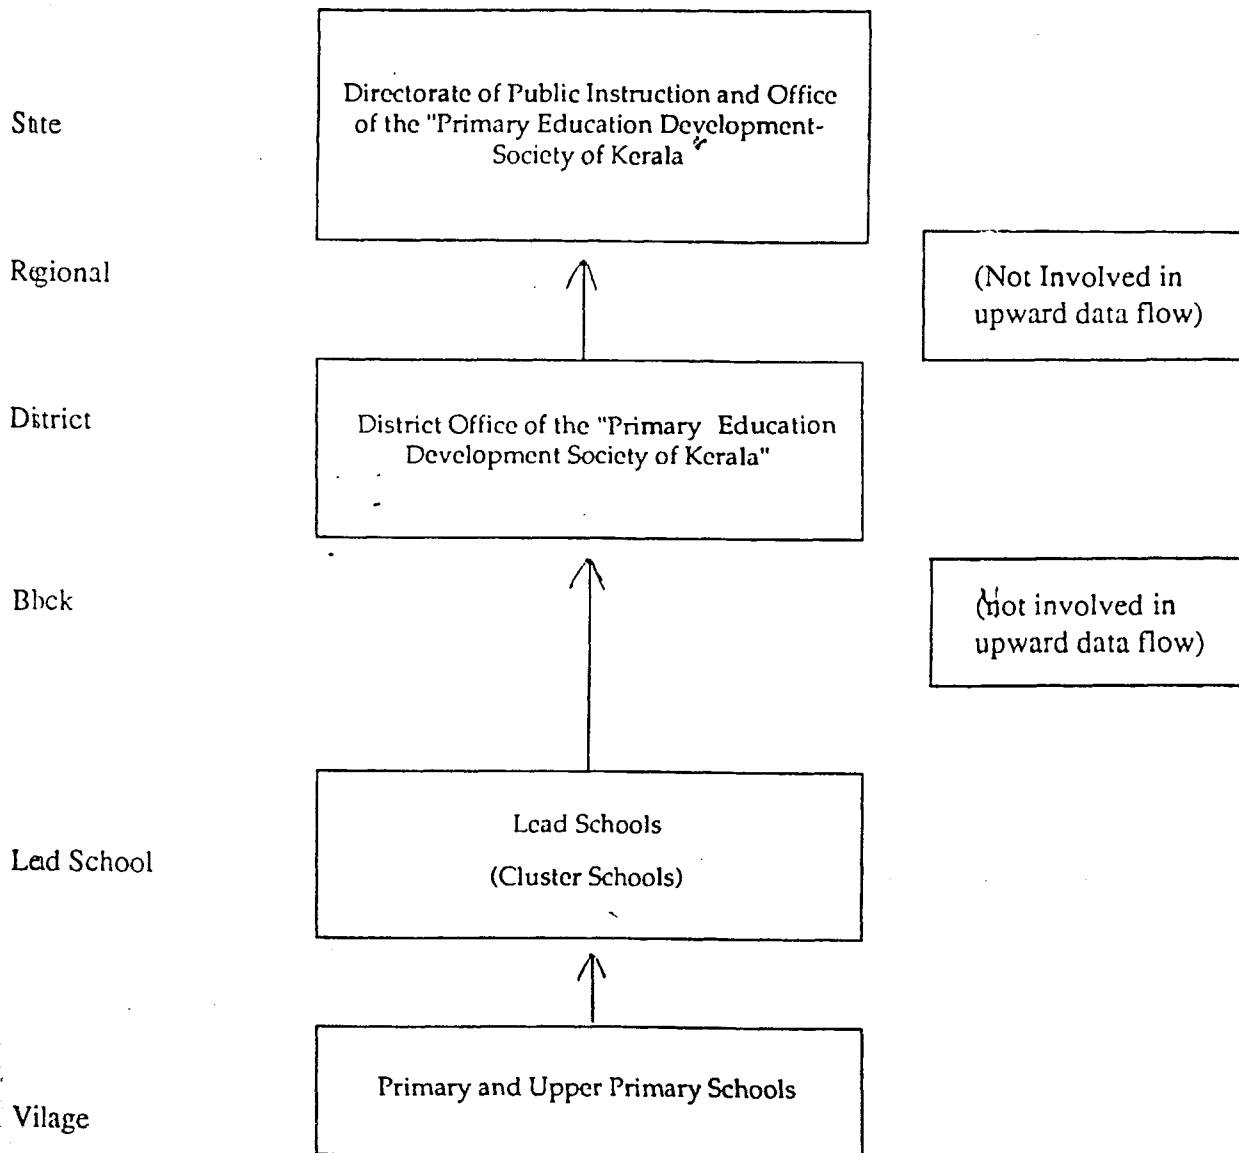 State
Directorate of Public Instruction and Office
of the "Primary Education Development-
Society of Kerala"
Regional
(Not Involved in
upward data flow)
District
District Office of the "Primary Education
Development Society of Kerala"
Block
(Not involved in
upward data flow)
Lead School
Lead Schools
(Cluster Schools)
Village
Primary and Upper Primary Schools